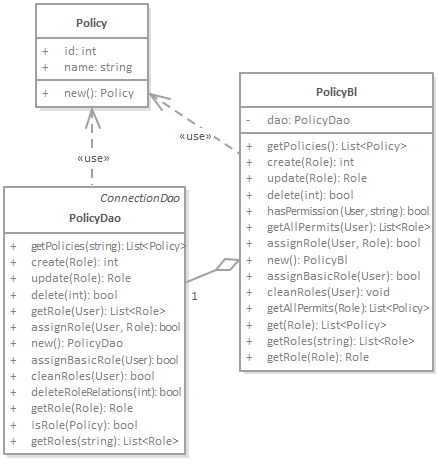 Policy
+ id: int
+ name: string
+ new(): Policy
PolicyBl
- dao: PolicyDao
+ getPolicies(): List<Policy>
+ create(Role): int
+ update(Role): Role
+ delete(int): bool
+ hasPermission(User, string): bool
+ getAllPermits(User): List<Role>
+ assignRole(User, Role): bool
+ new(): PolicyBl
+ assignBasicRole(User): bool
+ cleanRoles(User): void
+ getAllPermits(Role): List<Policy>
+ get(Role): List<Policy>
+ getRoles(string): List<Role>
+ getRole(Role): Role
«use»
«use»
ConnectionDao
PolicyDao
+ getPolicies(string): List<Policy>
+ create(Role): int
+ update(Role): Role
+ delete(int): bool
+ getRole(User): List<Role>
+ assignRole(User, Role): bool
+ new(): PolicyDao
+ assignBasicRole(User): bool
+ cleanRoles(User): bool
+ deleteRoleRelations(int): bool
+ getRole(Role): Role
+ isRole(Policy): bool
+ getRoles(string): List<Role>
1